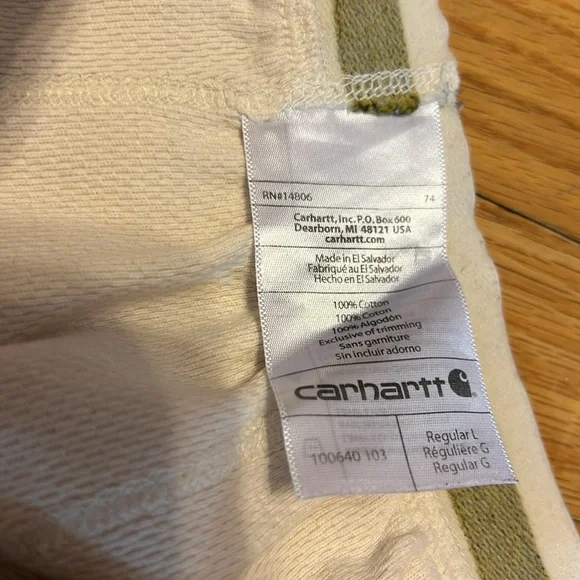 RN#14806 74
Carhartt, Inc. P.O. Box 600
Dearborn, MI 48121 USA
carhartt.com
Made in El Salvador
Fabriqué au El Salvador
Hecho en El Salvador
100% Cotton
100% Coton
100% Algodón
Exclusive of trimming
Sans garniture
Sin incluir adorno
carhartt
100640 103
Regular L
Régulière G
Regular G